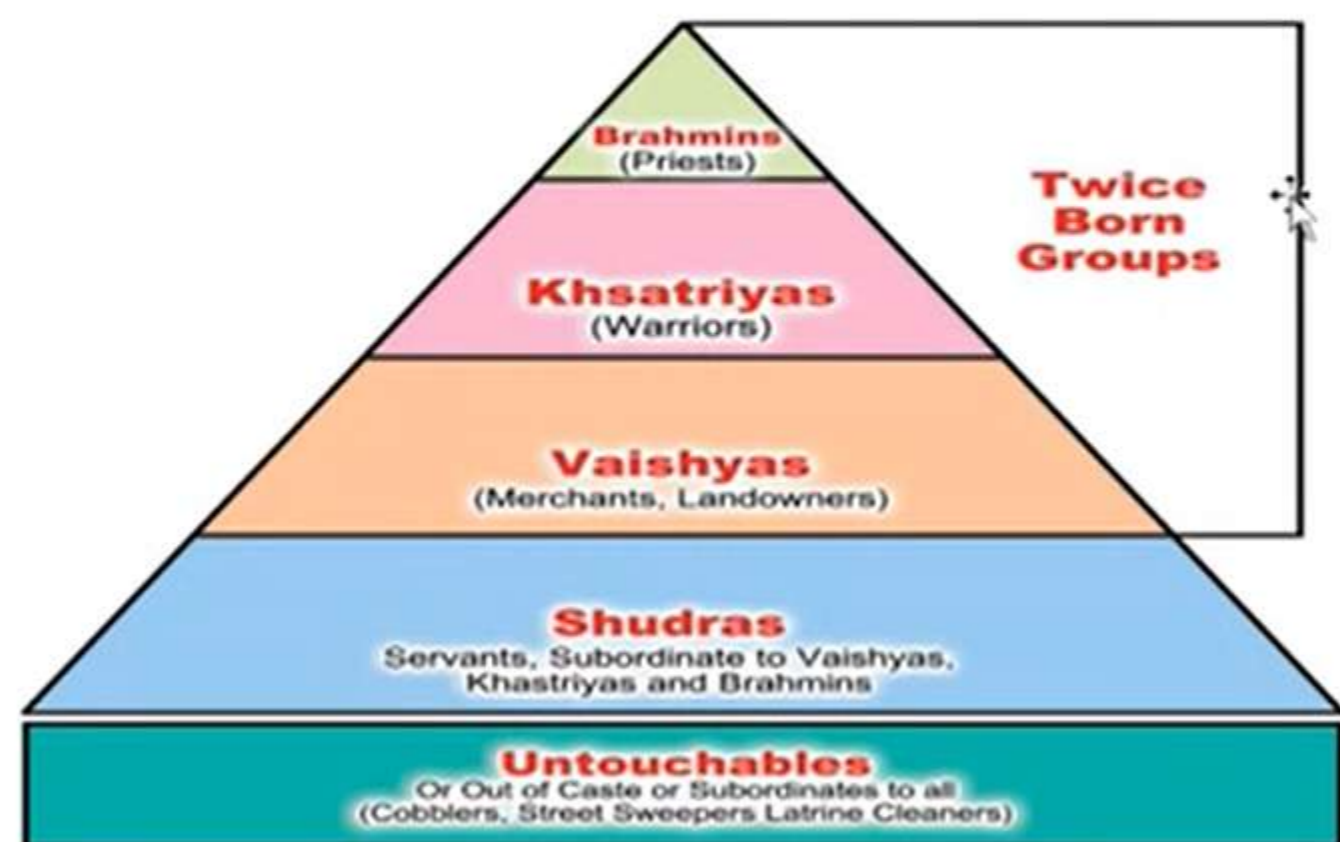 Brahmins
(Priests)
Twice
Born
Groups
Khsatriyas
(Warriors)
Vaishyas
(Merchants, Landowners)
Shudras
Servants, Subordinate to Vaishyas,
Khastriyas and Brahmins
Untouchables
Or Out of Caste or Subordinates to all
(Cobblers, Street Sweepers Latrine Cleaners)